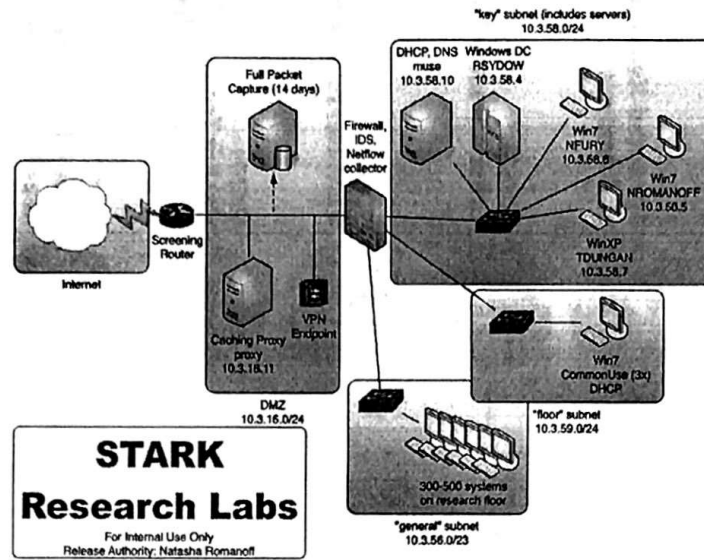 "key" subnet (includes servers)
10.3.58.0/24
DHCP, DNS
muse
10.3.58.10
Windows DC
RSYDOW
10.3.58.4
Full Packet
Capture (14 days)
Firewall,
IDS,
Netflow
collector
Win7
NFURY
10.3.58.6
Win7
NROMANOFF
10.3.58.5
WinXP
TDUNGAN
10.3.58.7
Screening
Router
Internet
Caching Proxy
proxy
10.3.16.11
VPN
Endpoint
DMZ
10.3.16.0/24
Win7
CommonUse (3x)
DHCP
"floor" subnet
10.3.59.0/24
300-500 systems
on research floor
"general" subnet
10.3.56.0/23
STARK
Research Labs
For Internal Use Only
Release Authority: Natasha Romanoff